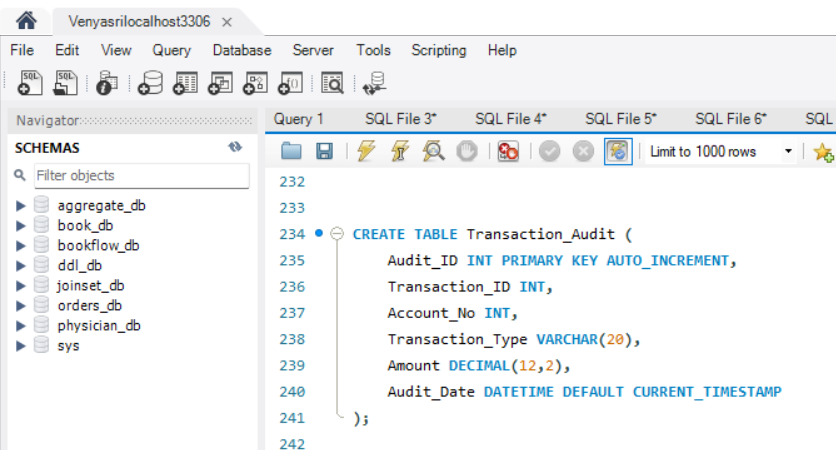 Venyasrilocalhost3306 ×
File Edit View Query Database Server Tools Scripting Help
SQL SQL
Navigator Query 1 SQL File 3* SQL File 4* SQL File 5* SQL File 6* SQL
SCHEMAS
Limit to 1000 rows
Filter objects
aggregate_db
book_db
bookflow_db
ddl_db
joinset_db
orders_db
physician_db
sys
232
233
234 CREATE TABLE Transaction_Audit (
235 Audit_ID INT PRIMARY KEY AUTO_INCREMENT,
236 Transaction_ID INT,
237 Account_No INT,
238 Transaction_Type VARCHAR(20),
239 Amount DECIMAL(12,2),
240 Audit_Date DATETIME DEFAULT CURRENT_TIMESTAMP
241 );
242